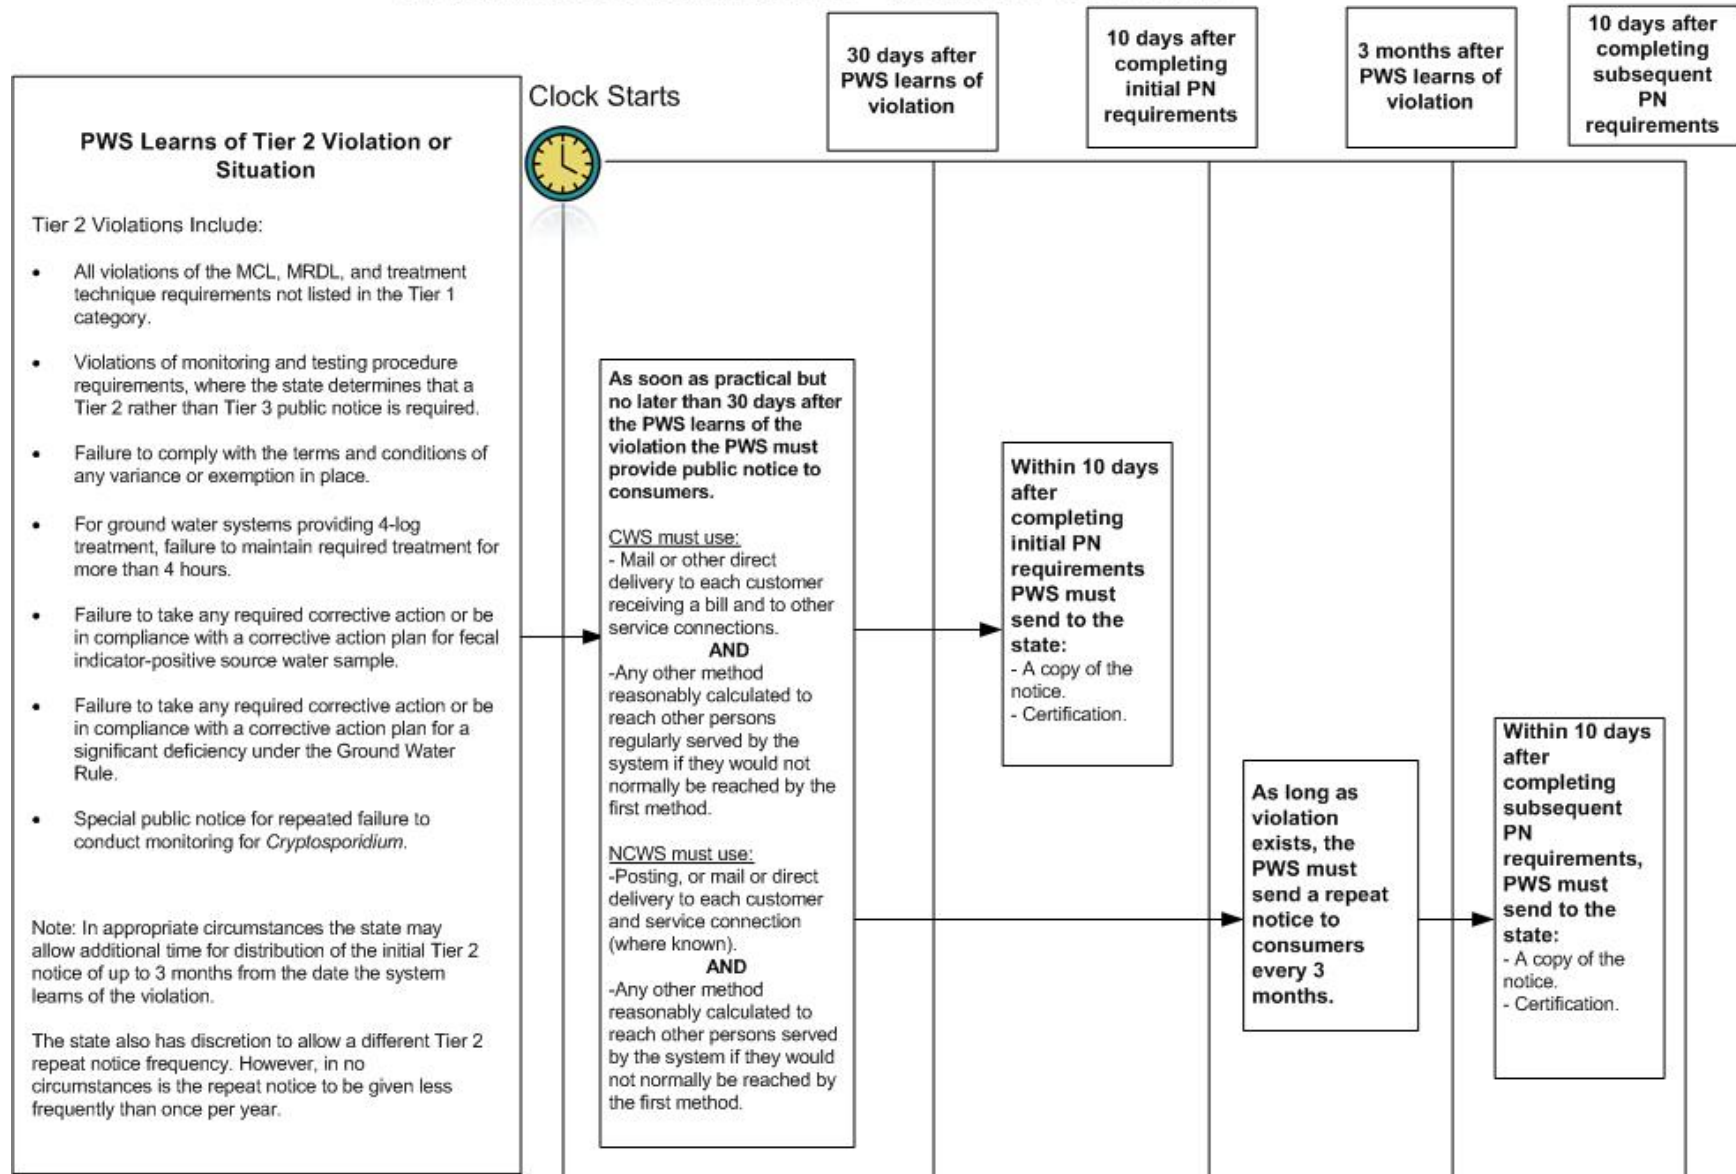 PWS Learns of Tier 2 Violation or
Situation
Tier 2 Violations Include:
• All violations of the MCL, MRDL, and treatment
technique requirements not listed in the Tier 1
category.
• Violations of monitoring and testing procedure
requirements, where the state determines that a
Tier 2 rather than Tier 3 public notice is required.
• Failure to comply with the terms and conditions of
any variance or exemption in place.
• For ground water systems providing 4-log
treatment, failure to maintain required treatment for
more than 4 hours.
• Failure to take any required corrective action or be
in compliance with a corrective action plan for fecal
indicator-positive source water sample.
• Failure to take any required corrective action or be
in compliance with a corrective action plan for a
significant deficiency under the Ground Water
Rule.
• Special public notice for repeated failure to
conduct monitoring for Cryptosporidium.
Note: In appropriate circumstances the state may
allow additional time for distribution of the initial Tier 2
notice of up to 3 months from the date the system
learns of the violation.
The state also has discretion to allow a different Tier 2
repeat notice frequency. However, in no
circumstances is the repeat notice to be given less
frequently than once per year.
Clock Starts
30 days after
PWS learns of
violation
10 days after
completing
initial PN
requirements
3 months after
PWS learns of
violation
10 days after
completing
subsequent
PN
requirements
As soon as practical but
no later than 30 days after
the PWS learns of the
violation the PWS must
provide public notice to
consumers.
CWS must use:
- Mail or other direct
delivery to each customer
receiving a bill and to other
service connections.
AND
-Any other method
reasonably calculated to
reach other persons
regularly served by the
system if they would not
normally be reached by the
first method.
NCWS must use:
-Posting, or mail or direct
delivery to each customer
and service connection
(where known).
AND
-Any other method
reasonably calculated to
reach other persons served
by the system if they would
not normally be reached by
the first method.
Within 10 days
after
completing
initial PN
requirements
PWS must
send to the
state:
- A copy of the
notice.
- Certification.
As long as
violation
exists, the
PWS must
send a repeat
notice to
consumers
every 3
months.
Within 10 days
after
completing
subsequent
PN
requirements,
PWS must
send to the
state:
- A copy of the
notice.
- Certification.